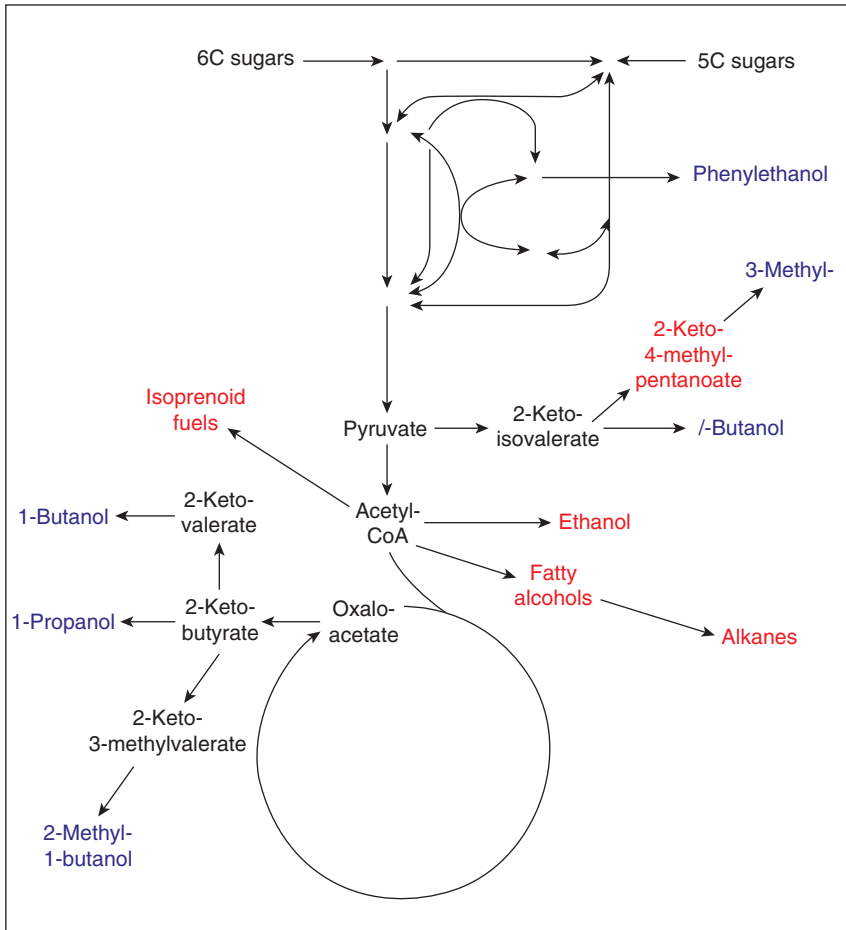 6C sugars
5C sugars
Phenylethanol
3-Methyl-
2-Keto-
4-methyl-
pentanoate
Isoprenoid
fuels
Pyruvate
2-Keto-
isovalerate
/-Butanol
1-Butanol
2-Keto-
valerate
Acetyl-
CoA
Ethanol
Fatty
alcohols
1-Propanol
2-Keto-
butyrate
Oxalo-
acetate
Alkanes
2-Keto-
3-methylvalerate
2-Methyl-
1-butanol